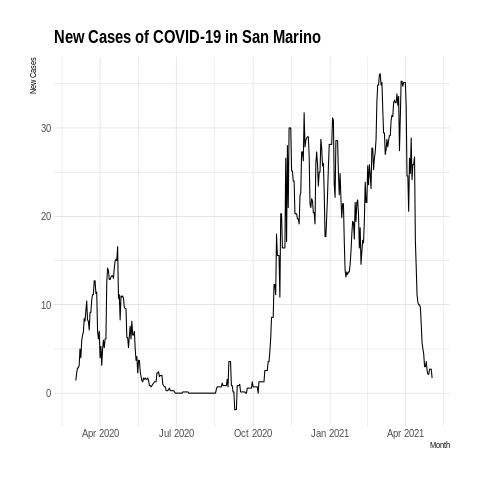 New Cases of COVID-19 in San Marino
New Cases
30
20
10
0
Apr 2020 Jul 2020 Oct 2020 Jan 2021 Apr 2021
Month